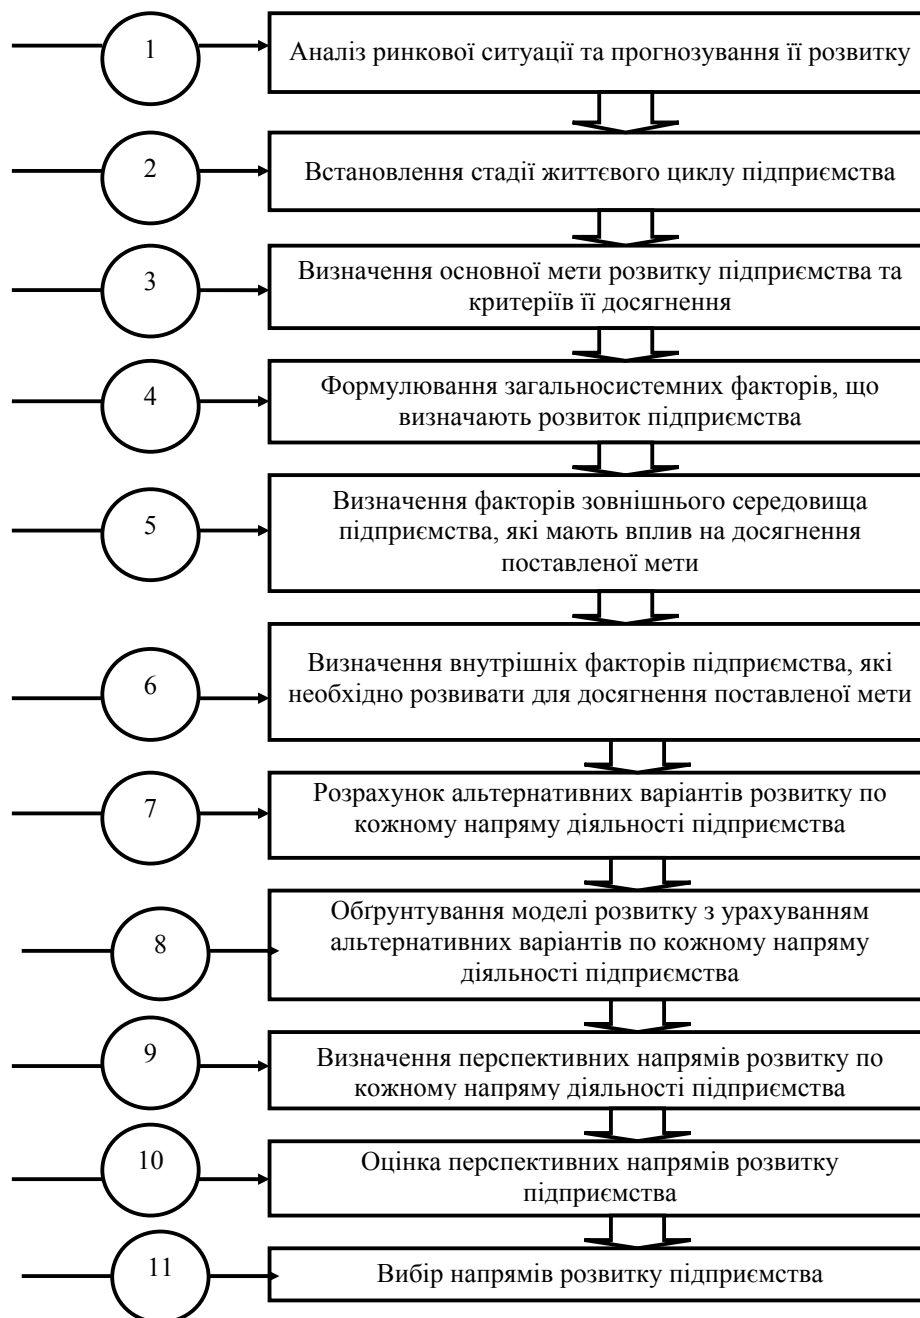 1
Аналіз ринкової ситуації та прогнозування її розвитку
2
Встановлення стадії життєвого циклу підприємства
3
Визначення основної мети розвитку підприємства та
критеріїв її досягнення
4
Формулювання загальносистемних факторів, що
визначають розвиток підприємства
5
Визначення факторів зовнішнього середовища
підприємства, які мають вплив на досягнення
поставленої мети
6
Визначення внутрішніх факторів підприємства, які
необхідно розвивати для досягнення поставленої мети
7
Розрахунок альтернативних варіантів розвитку по
кожному напряму діяльності підприємства
8
Обґрунтування моделі розвитку з урахуванням
альтернативних варіантів по кожному напряму
діяльності підприємства
9
Визначення перспективних напрямів розвитку по
кожному напряму діяльності підприємства
10
Оцінка перспективних напрямів розвитку
підприємства
11
Вибір напрямів розвитку підприємства